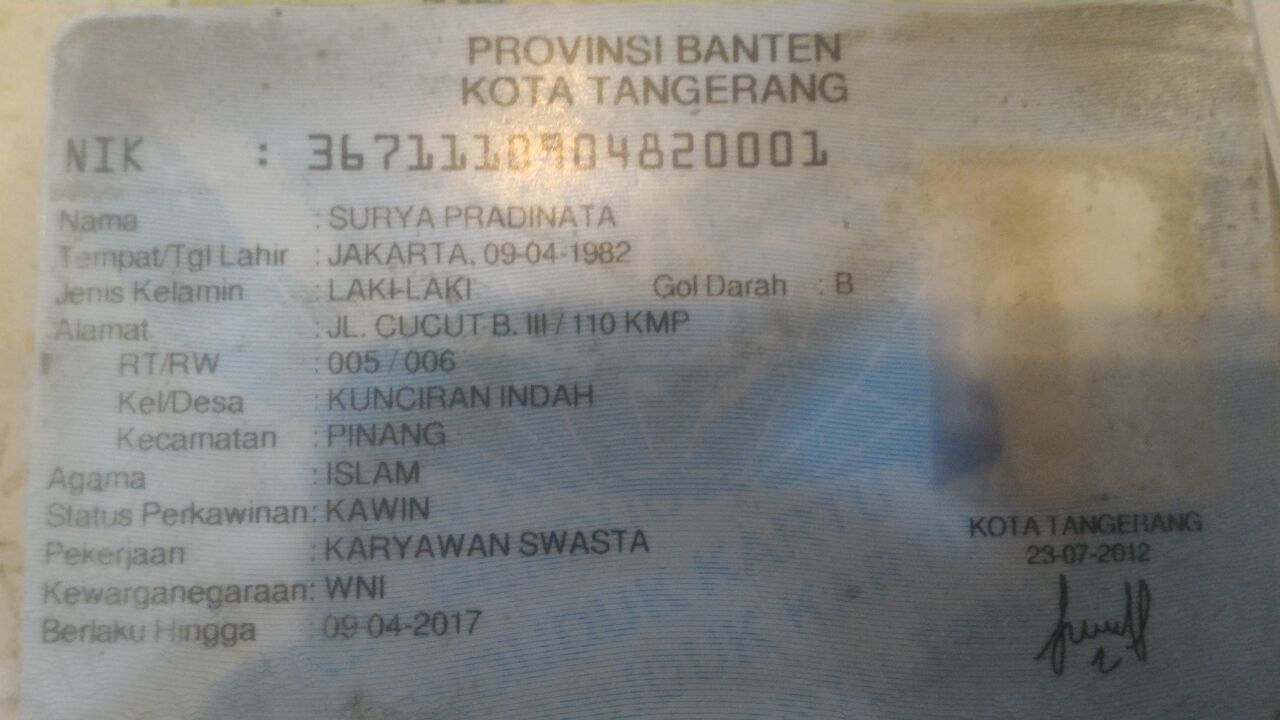 PROVINSI BANTEN
KOTA TANGERANG
NIK : 3671110904820001
Nama : SURYA PRADINATA
Tempat/Tgl Lahir : JAKARTA, 09-04-1982
Jenis Kelamin : LAKI-LAKI Gol Darah : B
Alamat : JL. CUCUT B. III / 110 KMP
RT/RW : 005 / 006
Kel/Desa : KUNCIRAN INDAH
Kecamatan : PINANG
Agama : ISLAM
Status Perkawinan: KAWIN
Pekerjaan : KARYAWAN SWASTA
Kewarganegaraan: WNI
Berlaku Hingga : 09-04-2017
KOTA TANGERANG
23-07-2012